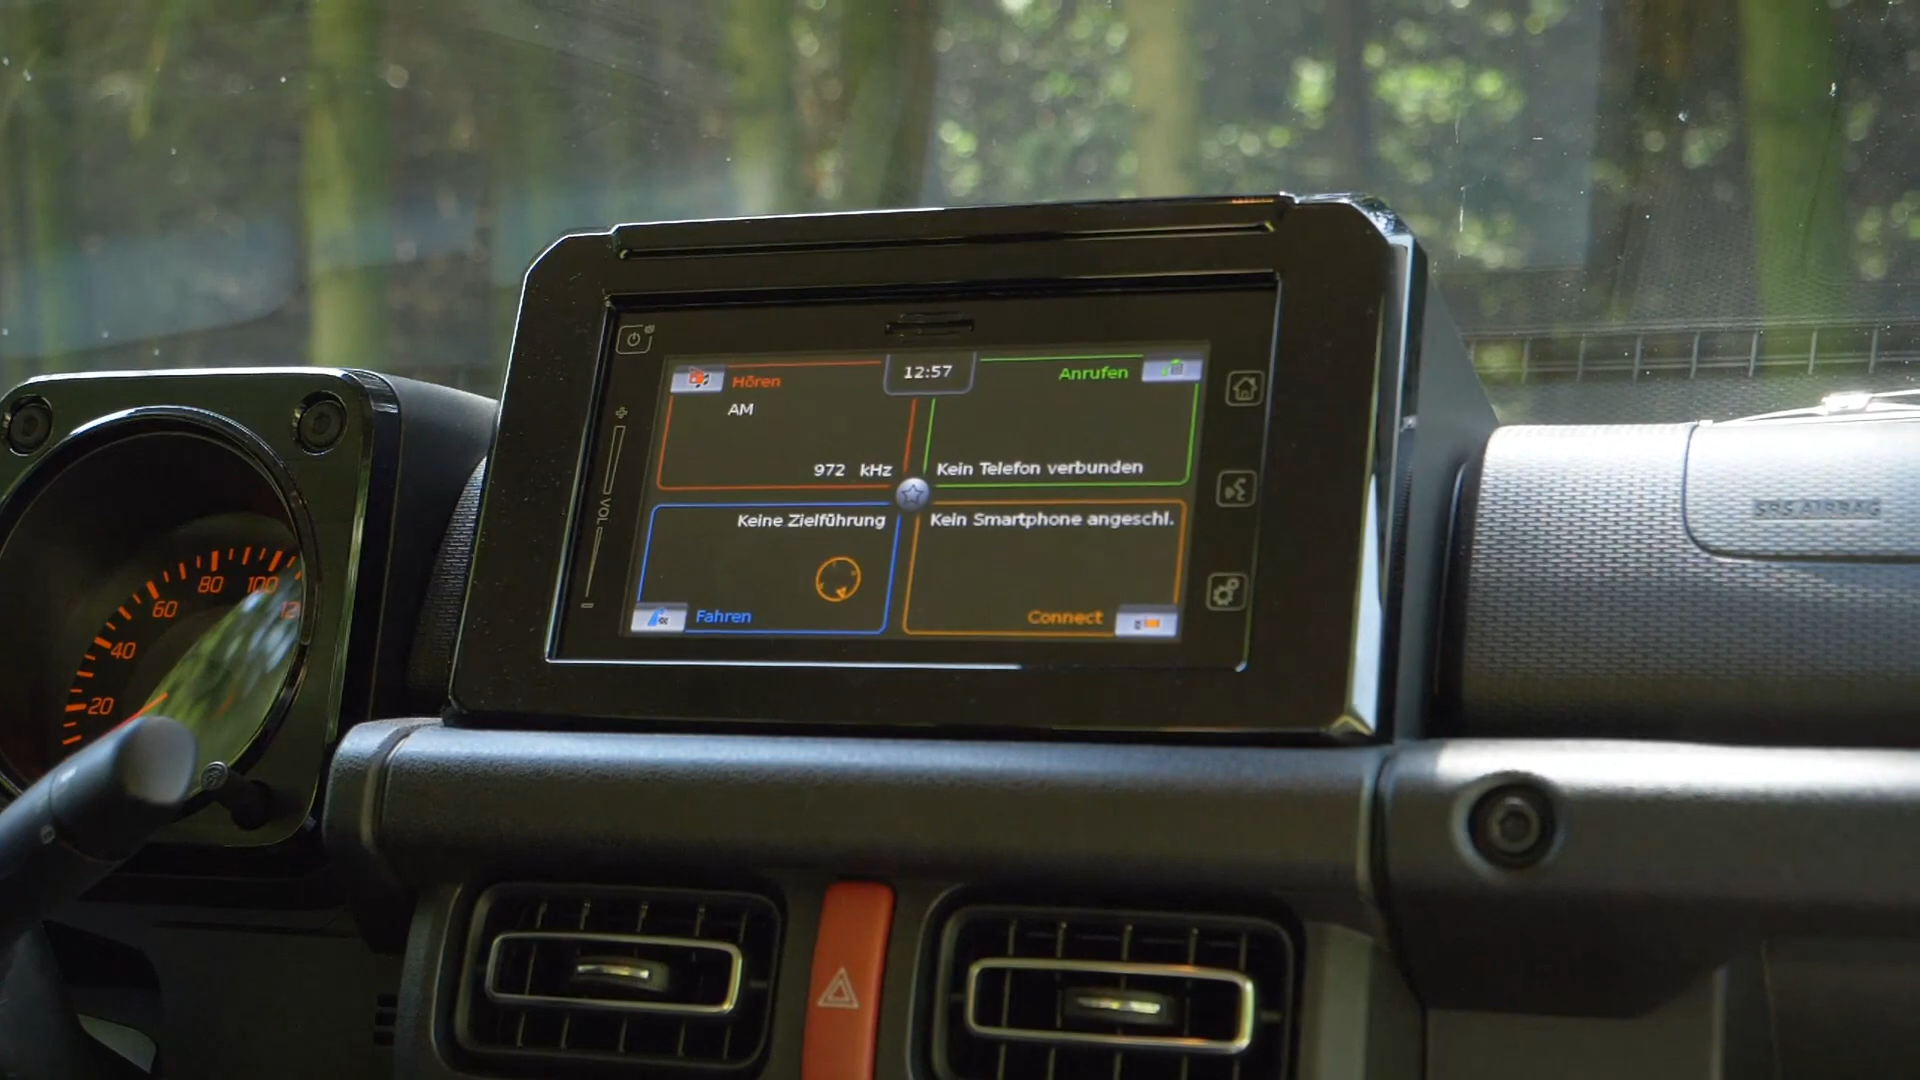 12:57
Hören
AM
972 kHz
Anrufen
Kein Telefon verbunden
Keine Zielführung
Fahren
Kein Smartphone angeschl.
Connect
VOL
SRS AIRBAG
20
40
60
80
100